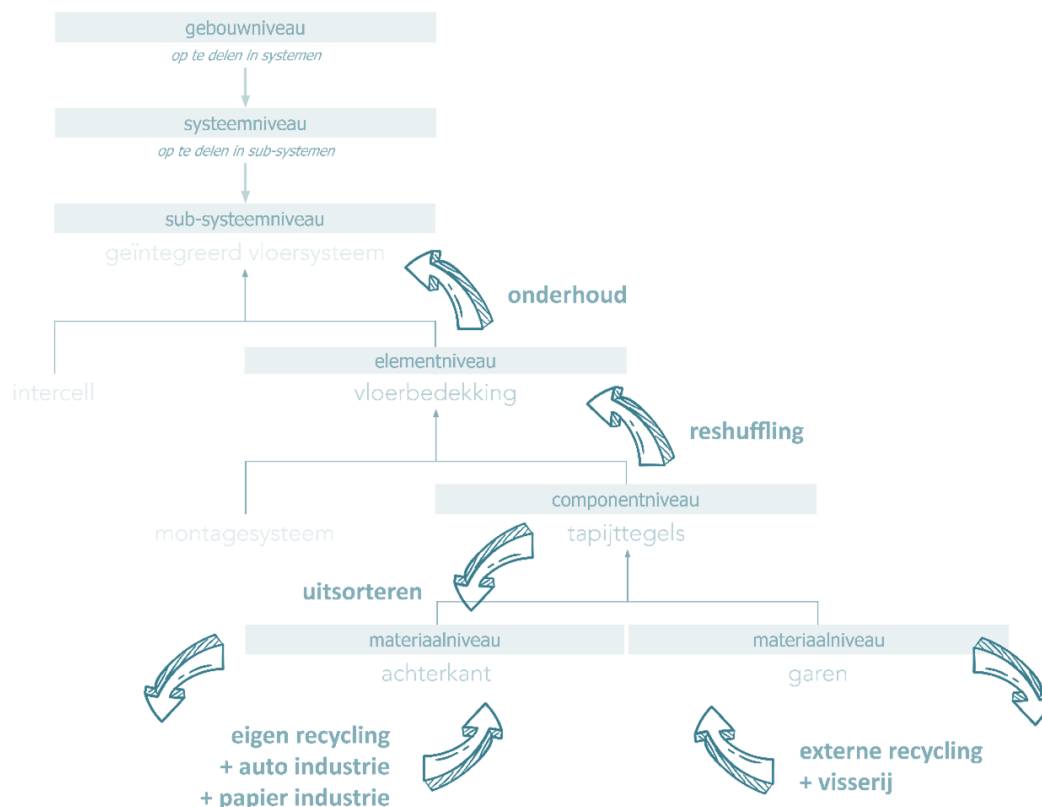 gebouwniveau
op te delen in systemen
systeemniveau
op te delen in sub-systemen
sub-systeemniveau
geïntegreerd vloersysteem
onderhoud
elementniveau
intercell
vloerbedekking
reshuffling
componentniveau
montagesysteem
tapijttegels
uitsorteren
materiaalniveau
materiaalniveau
achterkant
garen
eigen recycling
+ auto industrie
+ papier industrie
externe recycling
+ visserij